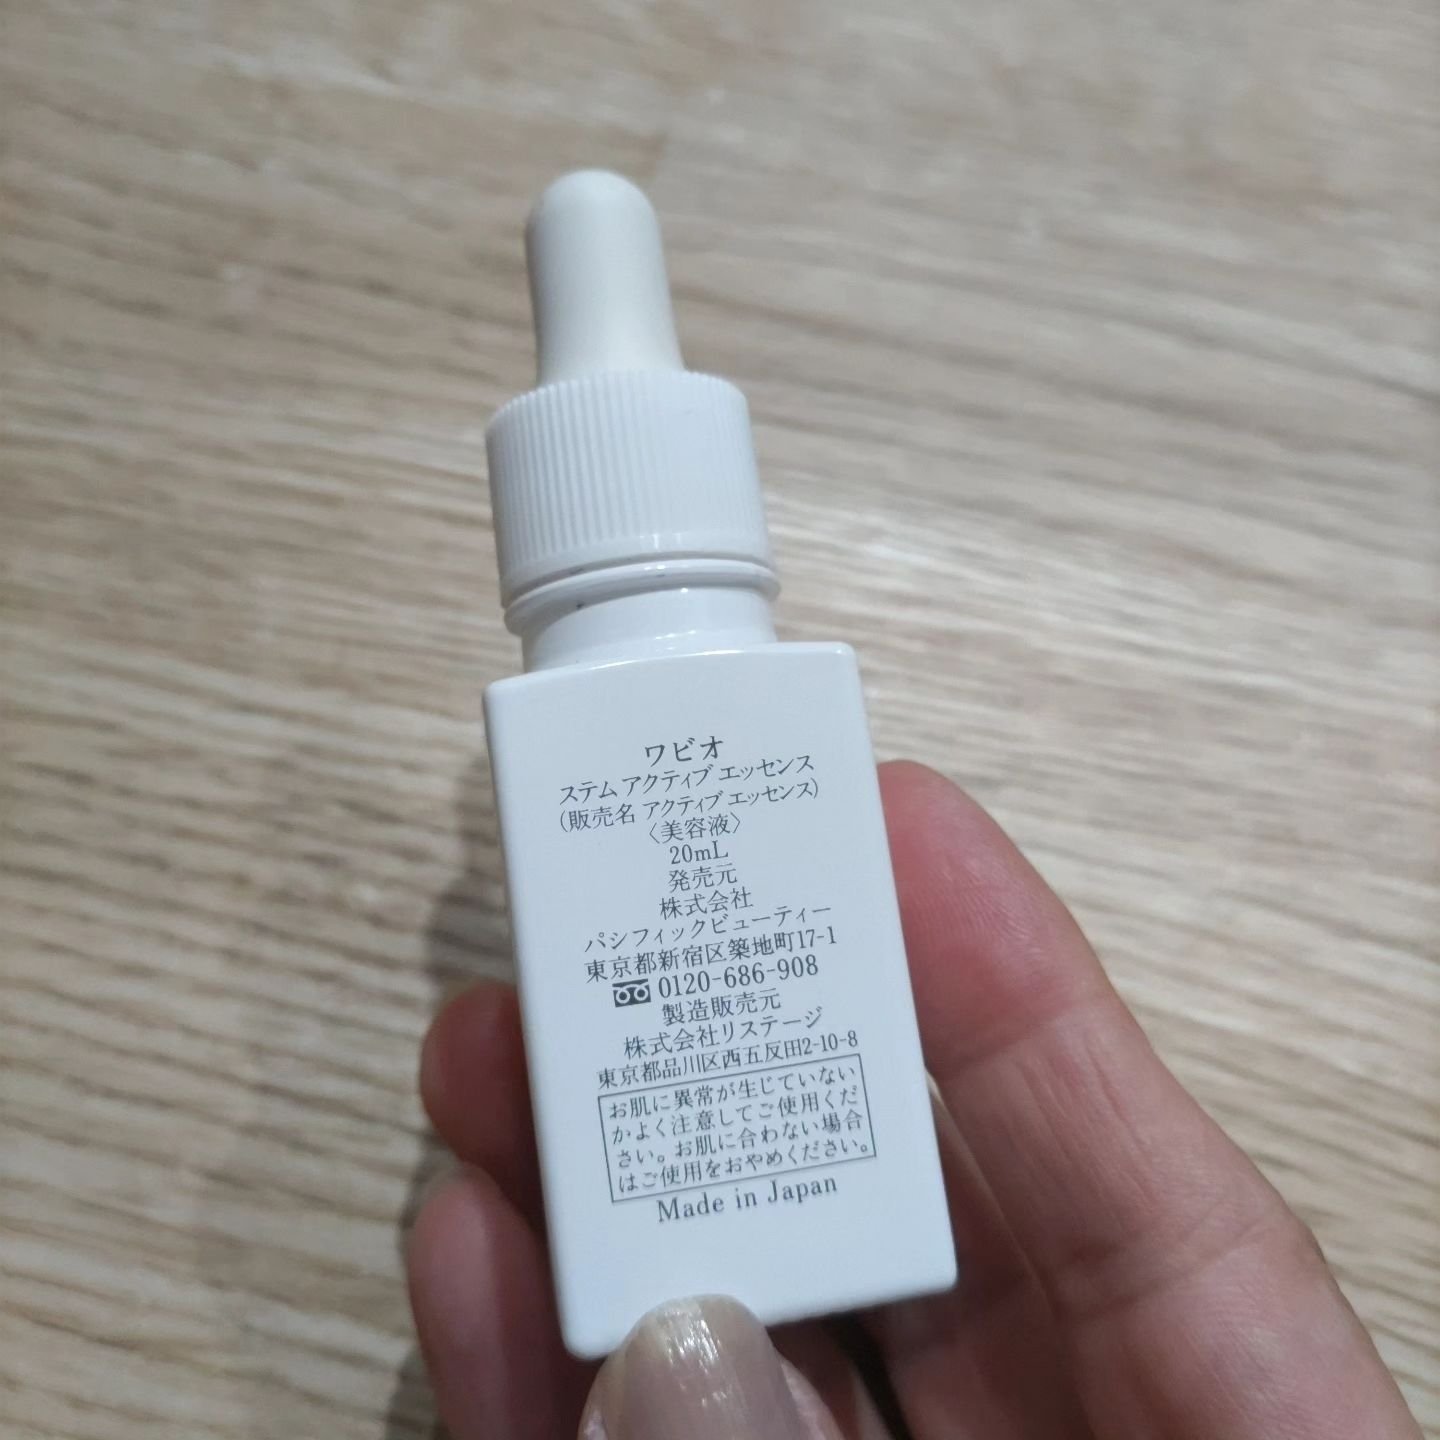 ワビオ
ステム アクティブ エッセンス
(販売名 アクティブ エッセンス)
〈美容液〉
20mL
発売元
株式会社
パシフィックビューティー
東京都新宿区築地町17-1
0120-686-908
製造販売元
株式会社リステージ
東京都品川区西五反田2-10-8
お肌に異常が生じていない
かよく注意してご使用くだ
さい。お肌に合わない場合
はご使用をおやめください。
Made in Japan